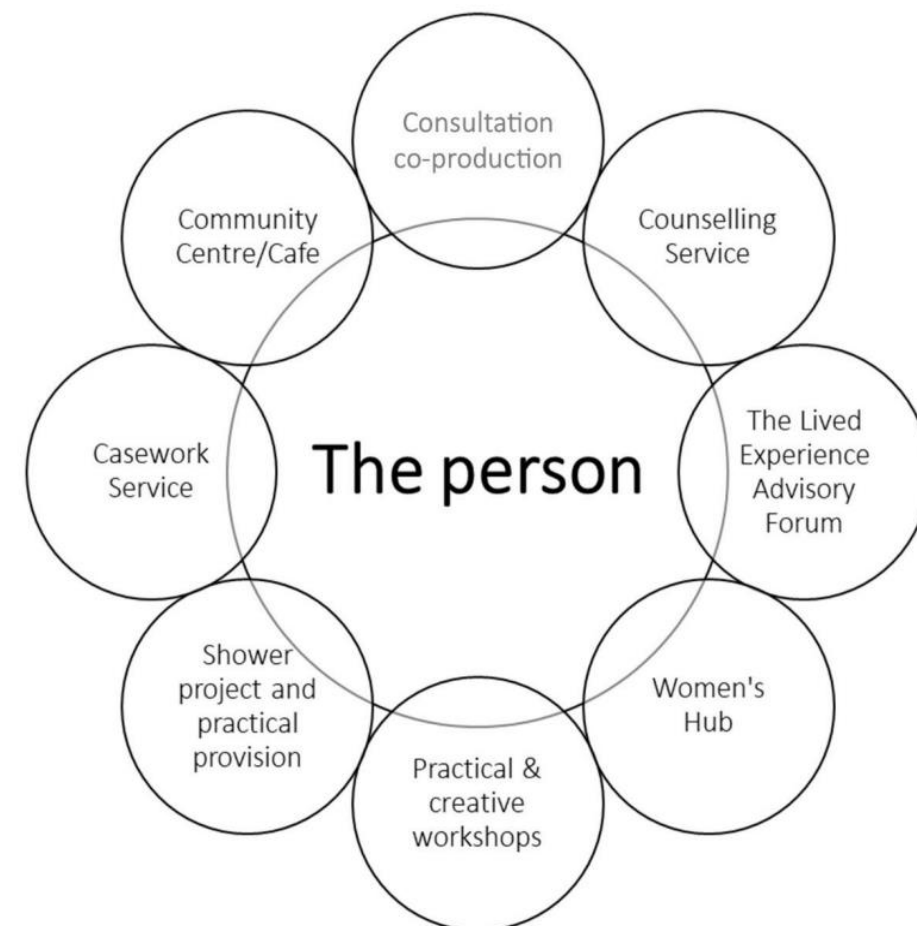 Consultation
co-production
Counselling
Service
The Lived
Experience
Advisory
Forum
Women's
Hub
Practical &
creative
workshops
Shower
project and
practical
provision
Casework
Service
Community
Centre/Cafe
The person